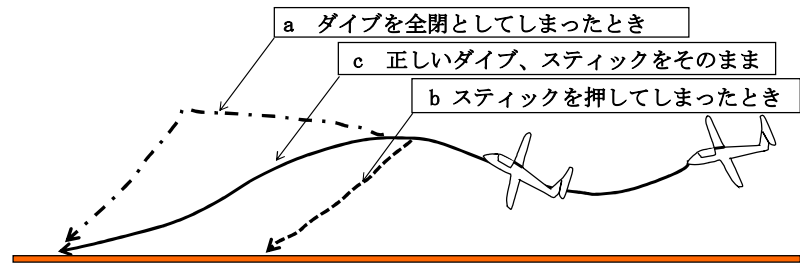 a ダイブを全閉としてしまったとき
c 正しいダイブ、スティックをそのまま
b スティックを押してしまったとき